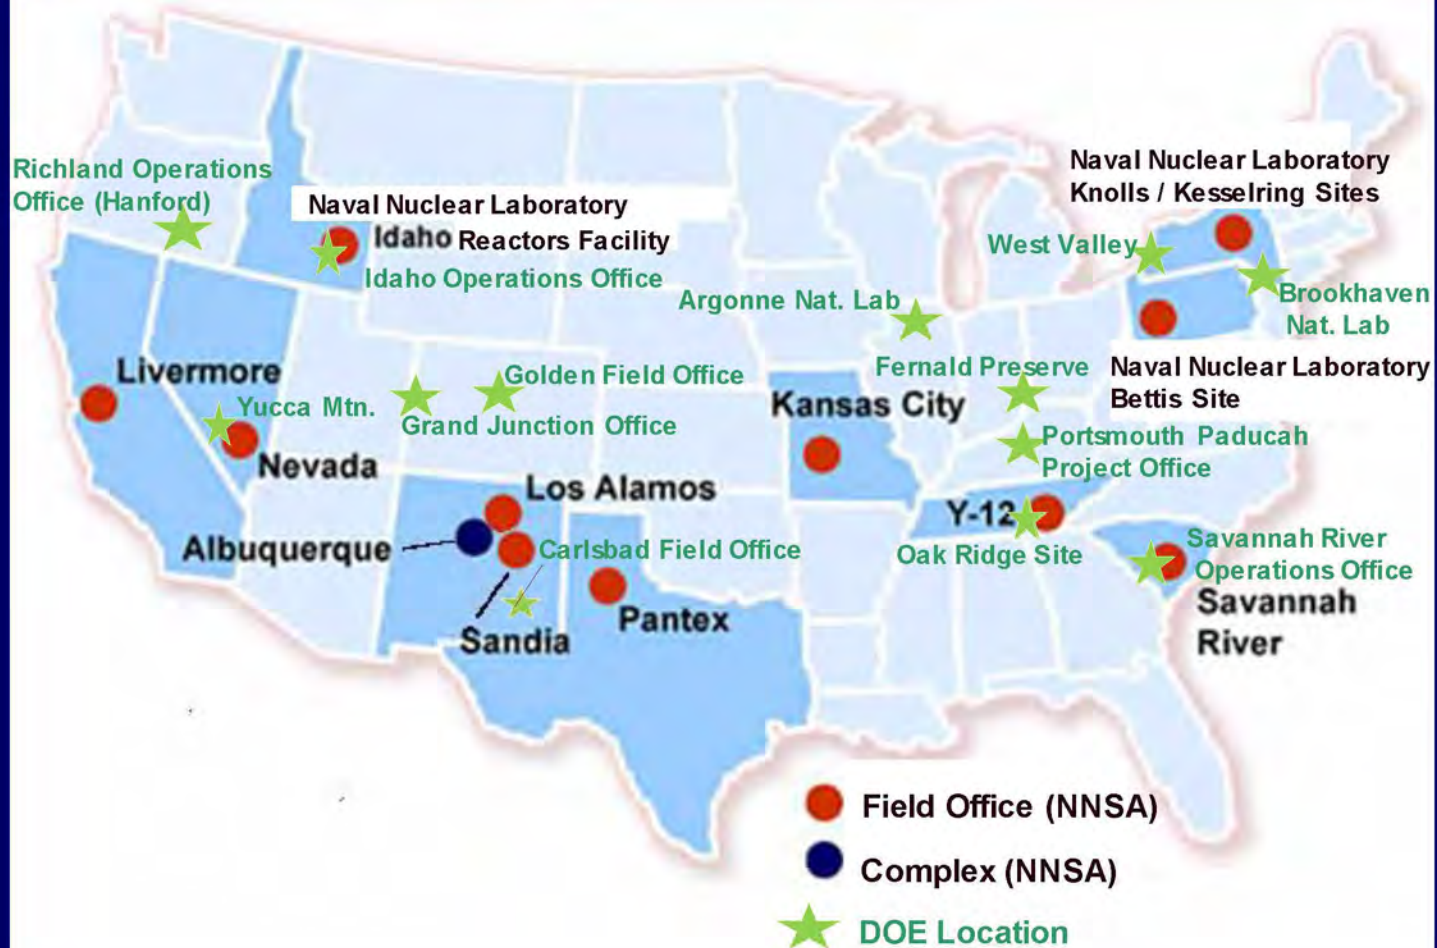 Richland Operations
Office (Hanford)
Naval Nuclear Laboratory
Idaho Reactors Facility
Idaho Operations Office
Naval Nuclear Laboratory
Knolls / Kesselring Sites
West Valley
Brookhaven
Nat. Lab
Argonne Nat. Lab
Naval Nuclear Laboratory
Bettis Site
Fernald Preserve
Livermore
Yucca Mtn.
Nevada
Golden Field Office
Grand Junction Office
Kansas City
Portsmouth Paducah
Project Office
Los Alamos
Albuquerque
Carlsbad Field Office
Sandia
Pantex
Y-12
Oak Ridge Site
Savannah River
Operations Office
Savannah
River
Field Office (NNSA)
Complex (NNSA)
DOE Location